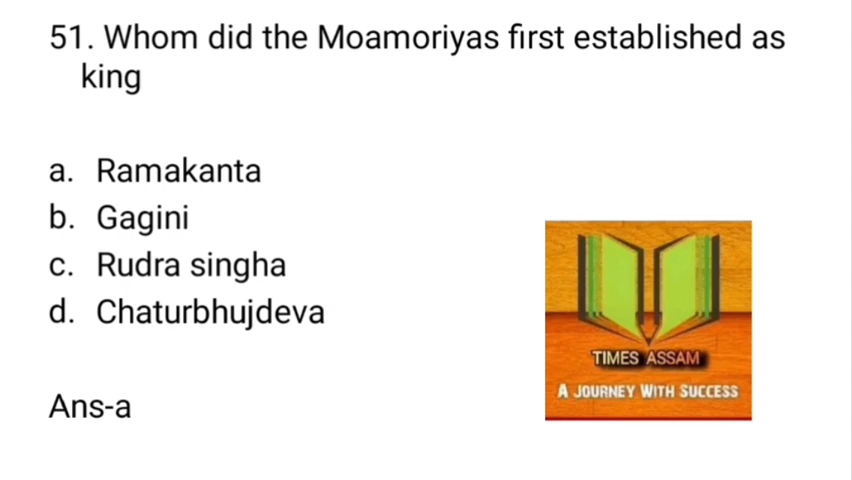 51. Whom did the Moamoriyas first established as
king
a. Ramakanta
b. Gagini
c. Rudra singha
d. Chaturbhujdeva
Ans-a
TIMES ASSAM
A JOURNEY WITH SUCCESS